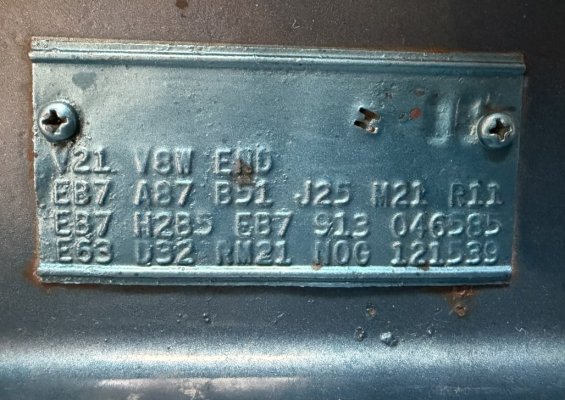 V21 V8W END
EB7 A87 B51 J25 M21 R11
EB7 H2B5 EB7 913 046585
E63 D32 RM21 N0G 121539